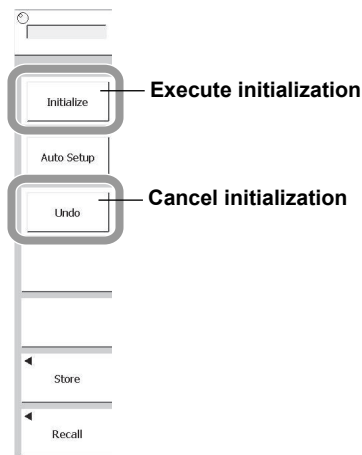 Initialize
Execute initialization
Auto Setup
Undo
Cancel initialization
Store
Recall